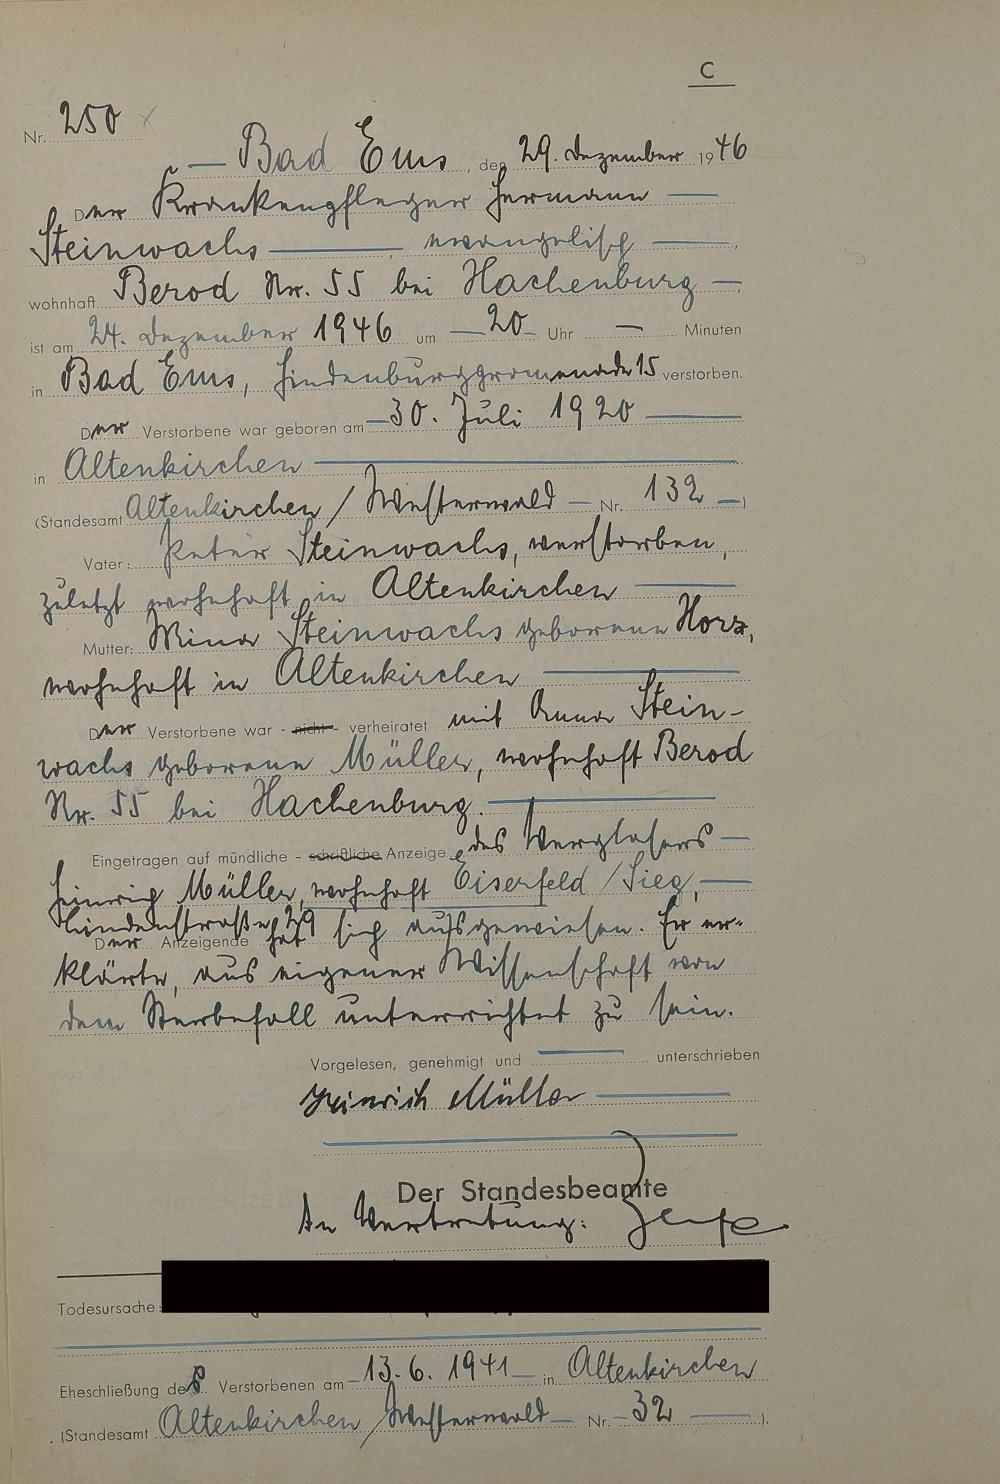 C
Nr. 250
Bad Ems, den 29. Dezember 1946
Der Krankenpfleger Hermann
Steinwachs, evangelisch,
wohnhaft Berod Nr. 55 bei Hachenburg,
ist am 24. Dezember 1946 um 20 Uhr — Minuten
in Bad Ems, Hindenburgpromenade 15 verstorben.
Der Verstorbene war geboren am 30. Juli 1920
in Altenkirchen
(Standesamt Altenkirchen / Westerwald Nr. 132)
Vater: Peter Steinwachs, verstorben,
zuletzt wohnhaft in Altenkirchen
Mutter: Mina Steinwachs geborene Horz,
wohnhaft in Altenkirchen
Der Verstorbene war - nicht - verheiratet mit Anna Stein-
wachs geborene Müller, wohnhaft Berod
Nr. 55 bei Hachenburg.
Eingetragen auf mündliche - schriftliche Anzeige des Verglasers
Heinrich Müller, wohnhaft Eiserfeld / Sieg,
Lindenstraße 29
Der Anzeigende hat sich ausgewiesen. Er er-
klärte, aus eigener Wissenschaft von
dem Sterbefall unterrichtet zu sein.
Vorgelesen, genehmigt und unterschrieben
Heinrich Müller
Der Standesbeamte
In Vertretung:
Todesursache:
Eheschließung des Verstorbenen am 13.6.1941 in Altenkirchen
(Standesamt Altenkirchen / Westerwald Nr. 32).